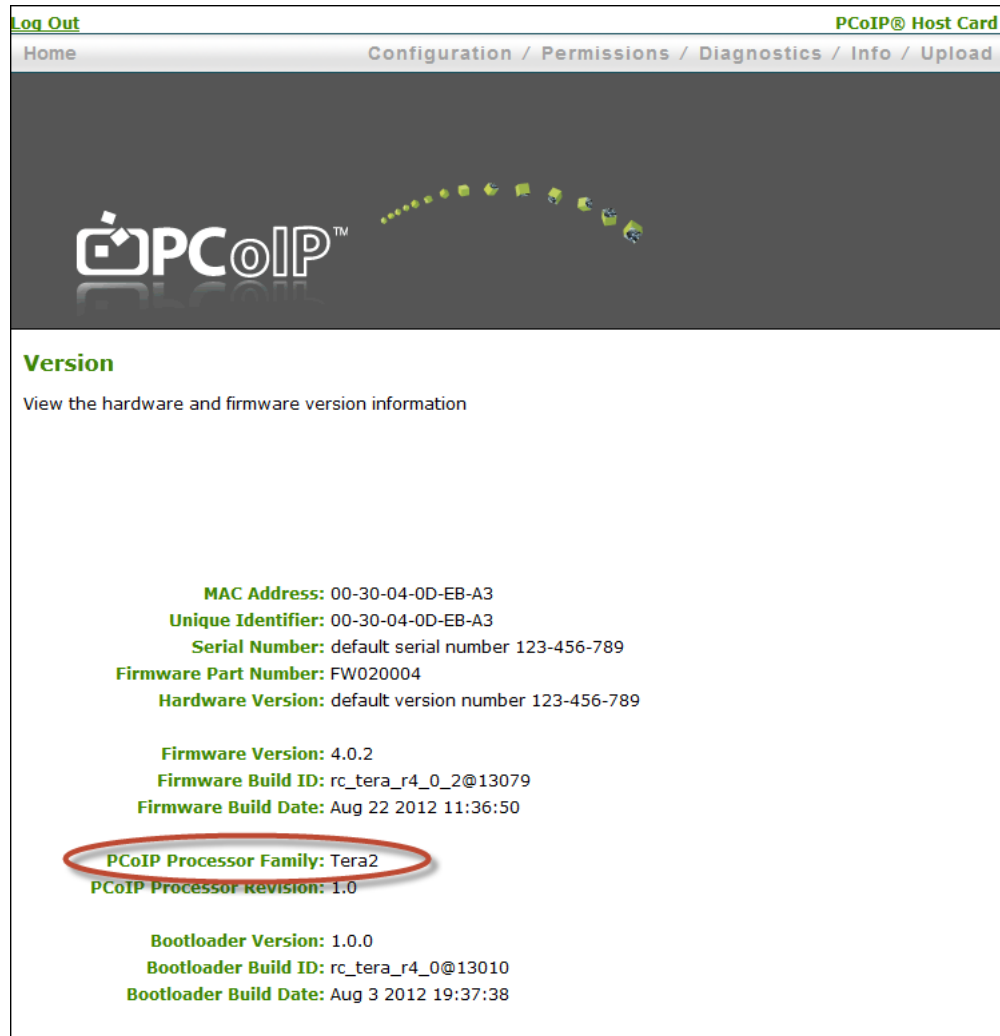 Log Out PCoIP® Host Card
Home Configuration / Permissions / Diagnostics / Info / Upload
PCoIP™
Version
View the hardware and firmware version information
MAC Address: 00-30-04-0D-EB-A3
Unique Identifier: 00-30-04-0D-EB-A3
Serial Number: default serial number 123-456-789
Firmware Part Number: FW020004
Hardware Version: default version number 123-456-789
Firmware Version: 4.0.2
Firmware Build ID: rc_tera_r4_0_2@13079
Firmware Build Date: Aug 22 2012 11:36:50
PCoIP Processor Family: Tera2
PCoIP Processor Revision: 1.0
Bootloader Version: 1.0.0
Bootloader Build ID: rc_tera_r4_0@13010
Bootloader Build Date: Aug 3 2012 19:37:38